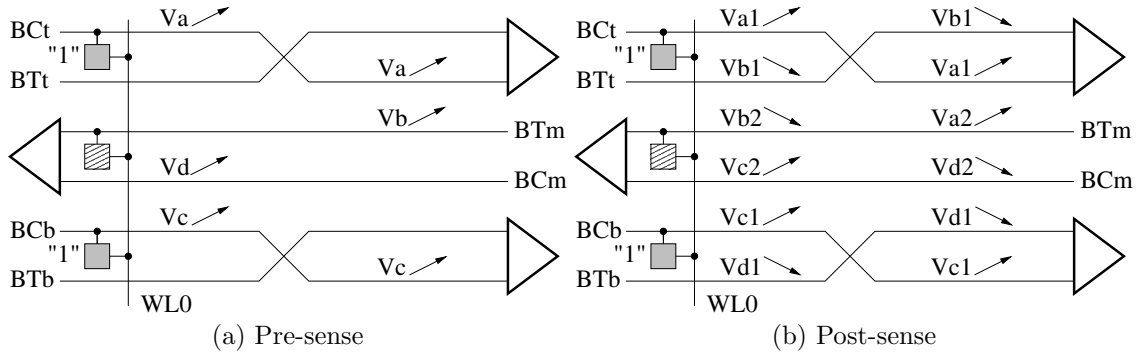 Va
BCt
"1"
BTt
Va
Vb
BTm
Vd
BCm
Vc
BCb
"1"
BTb
Vc
WL0
(a) Pre-sense
Va1 Vb1
BCt
"1"
BTt
Vb1 Va1
Vb2 Va2
BTm
Vc2 Vd2
BCm
Vc1 Vd1
BCb
"1"
BTb
Vd1 Vc1
WL0
(b) Post-sense